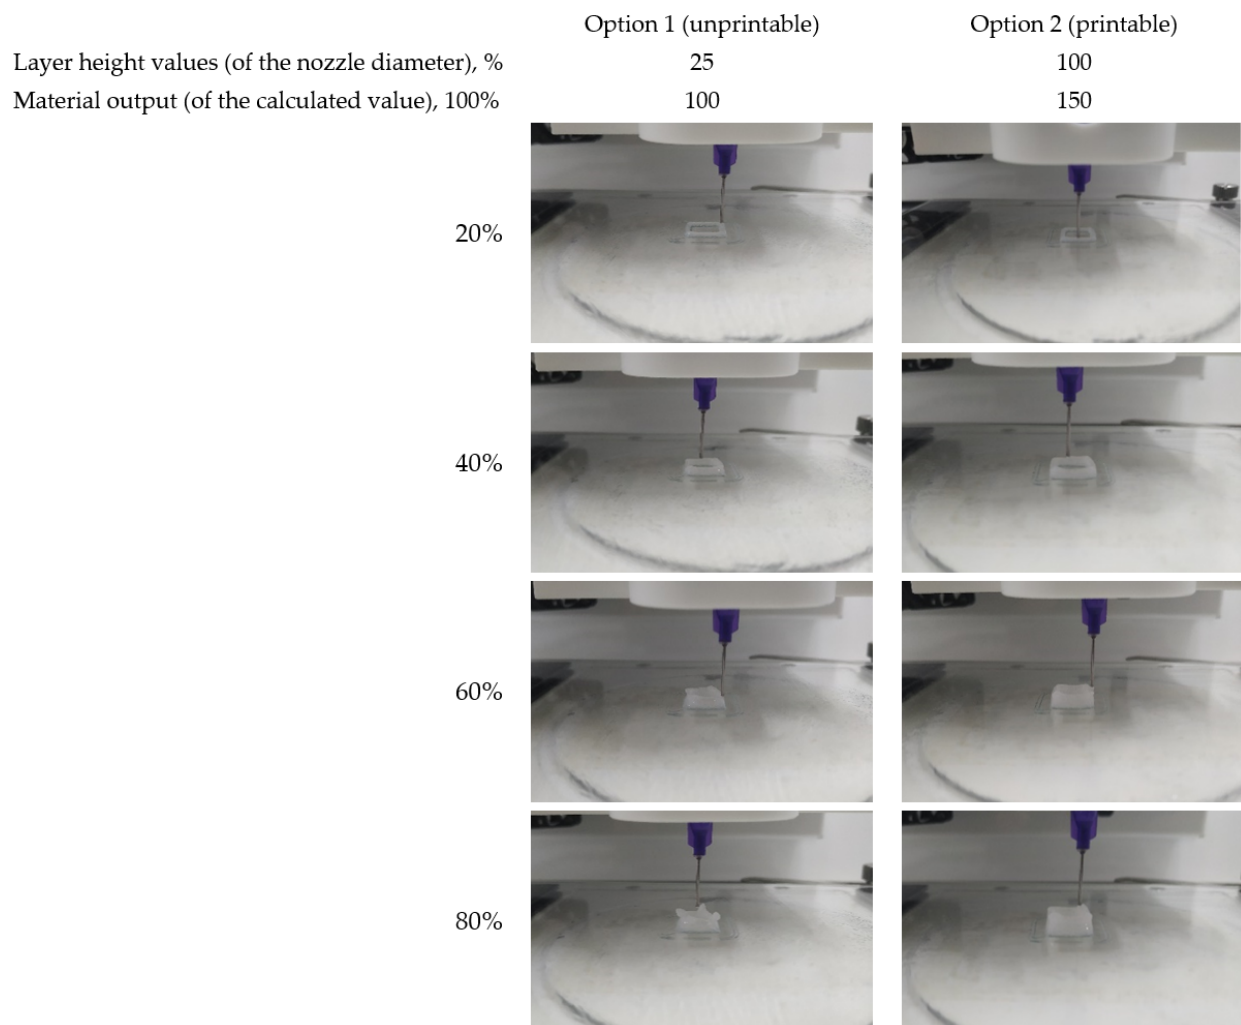 Option 1 (unprintable) Option 2 (printable)
Layer height values (of the nozzle diameter), % 25 100
Material output (of the calculated value), 100% 100 150
20%
40%
60%
80%